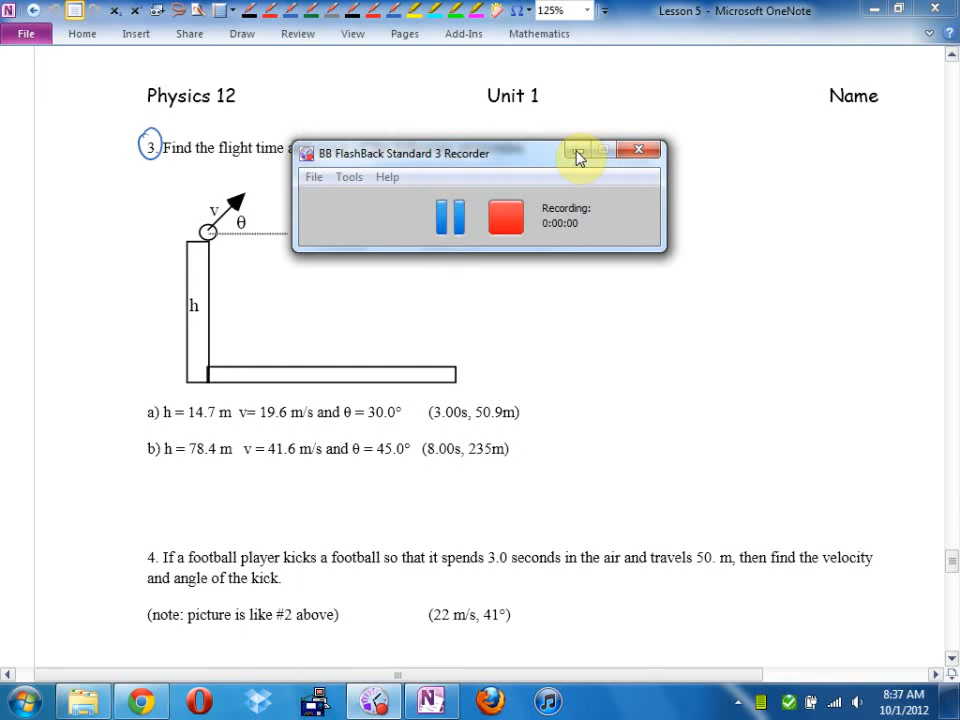 Lesson 5 - Microsoft OneNote
125%
File Home Insert Share Draw Review View Pages Add-Ins Mathematics
Physics 12 Unit 1 Name
3. Find the flight time
BB FlashBack Standard 3 Recorder
File Tools Help
Recording:
0:00:00
v
θ
h
a) h = 14.7 m v= 19.6 m/s and θ = 30.0° (3.00s, 50.9m)
b) h = 78.4 m v = 41.6 m/s and θ = 45.0° (8.00s, 235m)
4. If a football player kicks a football so that it spends 3.0 seconds in the air and travels 50. m, then find the velocity
and angle of the kick.
(note: picture is like #2 above) (22 m/s, 41°)
8:37 AM
10/1/2012